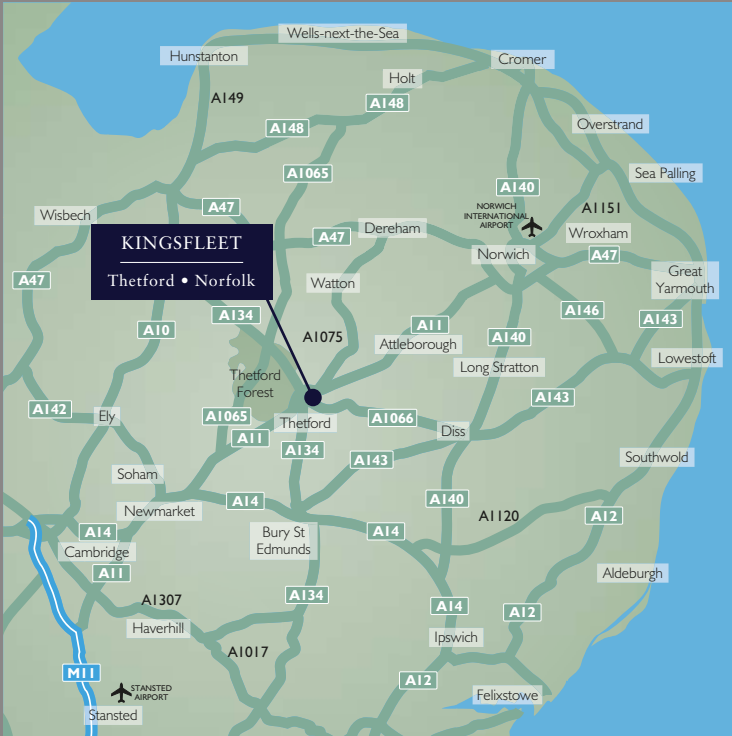 Wells-next-the-Sea
Hunstanton
Cromer
Holt
A149
A148
A148
Overstrand
A1065
Sea Palling
A140
A47
NORWICH
INTERNATIONAL
AIRPORT
A1151
Wisbech
Dereham
Wroxham
A47
KINGSFLEET
Thetford • Norfolk
Norwich
A47
A47
Great
Yarmouth
Watton
A134
A146
A143
A10
A11
A1075
A140
Attleborough
Lowestoft
Long Stratton
Thetford
Forest
A143
A142
Ely
A1065
A1066
Thetford
A11
Diss
A134
A143
Southwold
Soham
A14
A140
Newmarket
A1120
A12
A14
Bury St
Edmunds
A14
Cambridge
A11
Aldeburgh
A134
A1307
A14
A12
Haverhill
Ipswich
A1017
M11
A12
STANSTED
AIRPORT
Felixstowe
Stansted